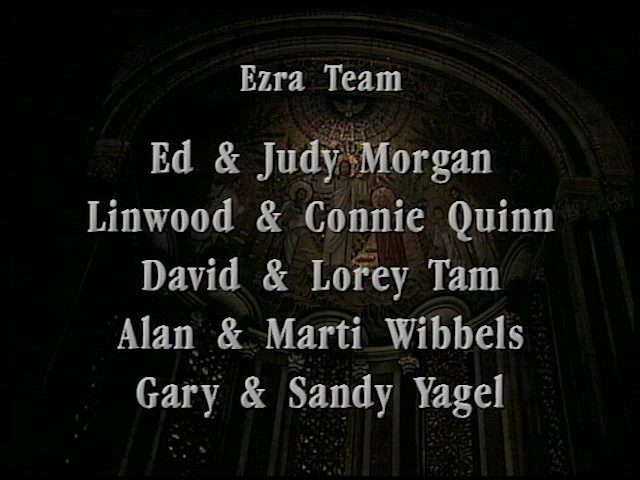 Ezra Team
Ed & Judy Morgan
Linwood & Connie Quinn
David & Lorey Tam
Alan & Marti Wibbels
Gary & Sandy Yagel